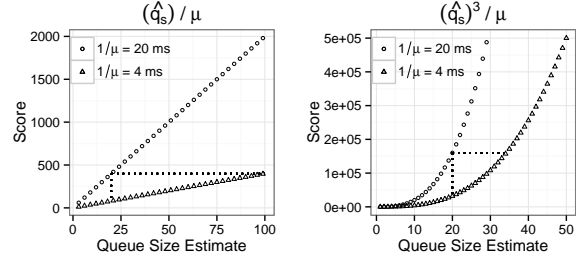 (q̂ₛ) / μ
2000
1500
1000
500
0
Score
1/μ = 20 ms
1/μ = 4 ms
0 25 50 75 100
Queue Size Estimate
(q̂ₛ)³ / μ
5e+05
4e+05
3e+05
2e+05
1e+05
0e+00
Score
1/μ = 20 ms
1/μ = 4 ms
0 10 20 30 40 50
Queue Size Estimate